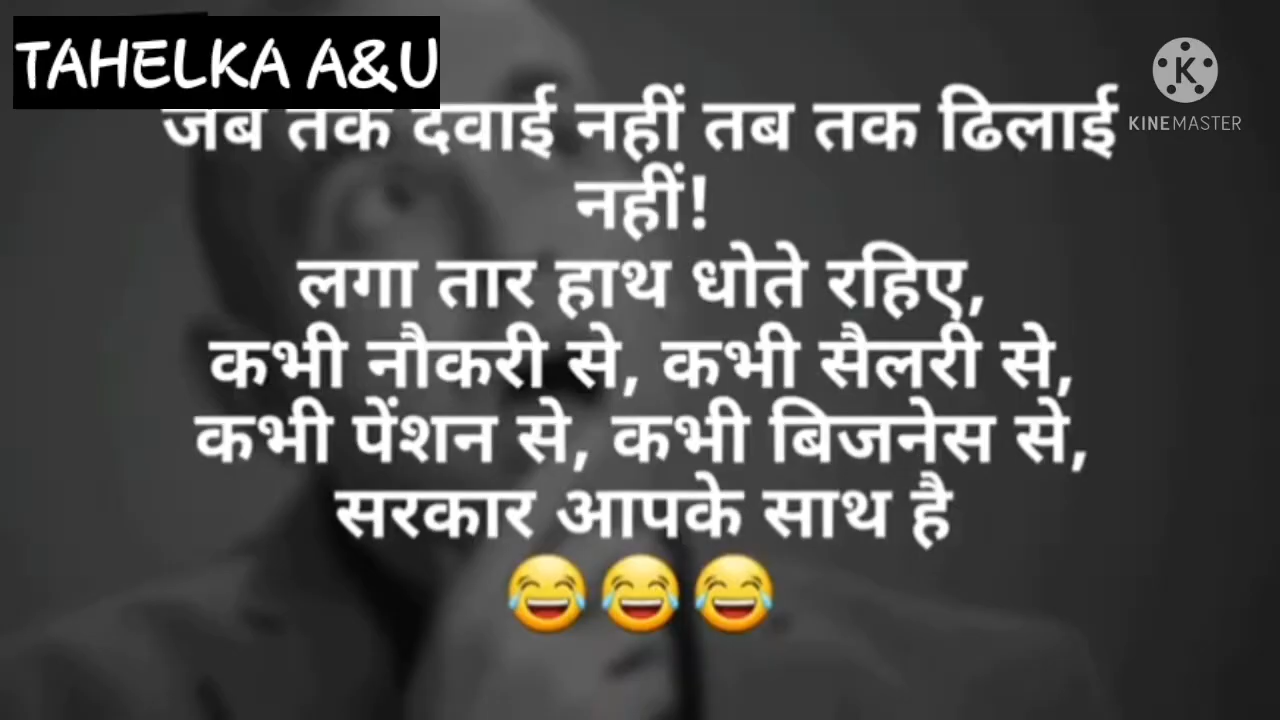 TAHELKA A&U
K
KINEMASTER
जब तक दवाई नहीं तब तक ढिलाई
नहीं!
लगा तार हाथ धोते रहिए,
कभी नौकरी से, कभी सैलरी से,
कभी पेंशन से, कभी बिजनेस से,
सरकार आपके साथ है
😂😂😂